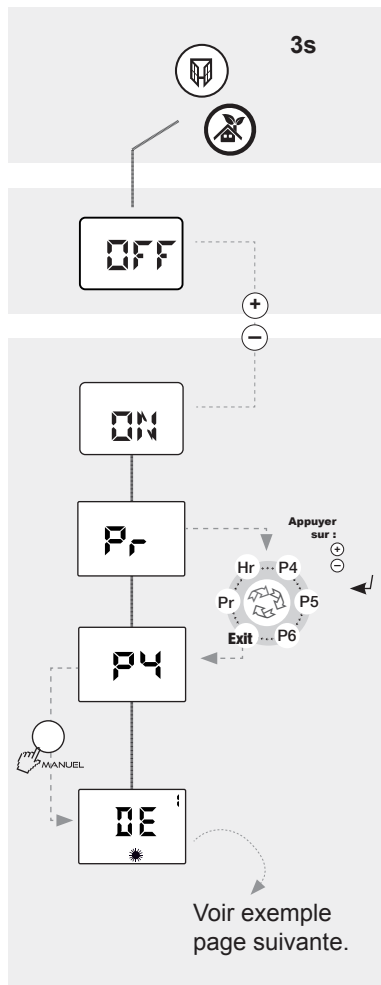 3s
OFF
+
−
ON
Pr
Appuyer
sur :
+
−
Hr P4
Pr P5
Exit P6
P4
MANUEL
DE 1
Voir exemple
page suivante.